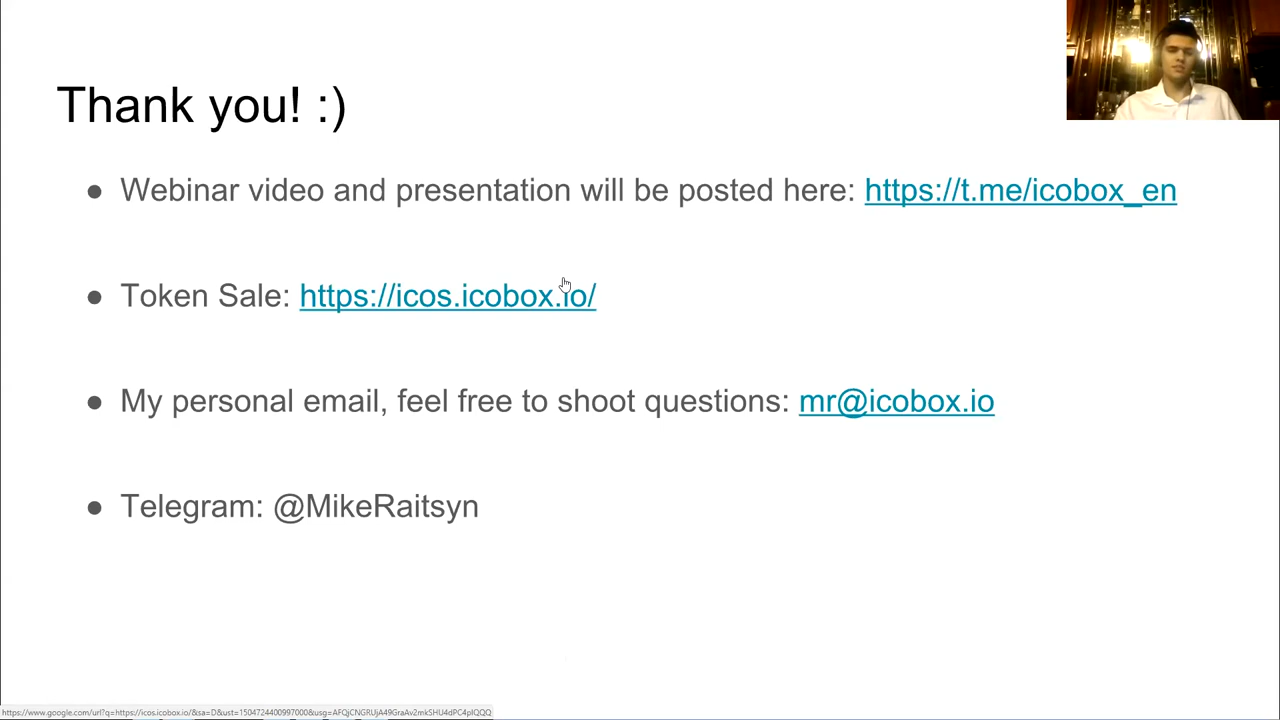 Thank you! :)
● Webinar video and presentation will be posted here: https://t.me/icobox_en
● Token Sale: https://icos.icobox.io/
● My personal email, feel free to shoot questions: mr@icobox.io
● Telegram: @MikeRaitsyn